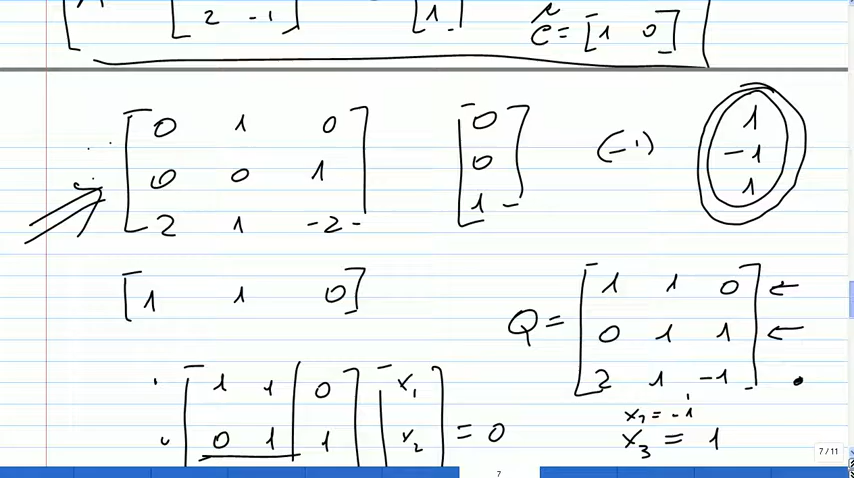 [ 2 -1 ] [ 1 ] C = [ 1 0 ]
[ 0 1 0 ] [ 0 ] (-1) 1
[ 0 0 1 ] [ 0 ] -1
[ 2 1 -2 ] [ 1 ] 1
[ 1 1 0 ]
Q = [ 1 1 0 ] ←
[ 0 1 1 ] ←
[ 2 1 -1 ]
[ 1 1 | 0 ] [ x₁ ]
[ 0 1 | 1 ] [ x₂ ] = 0
x₂ = -1
x₃ = 1
7 / 11
7